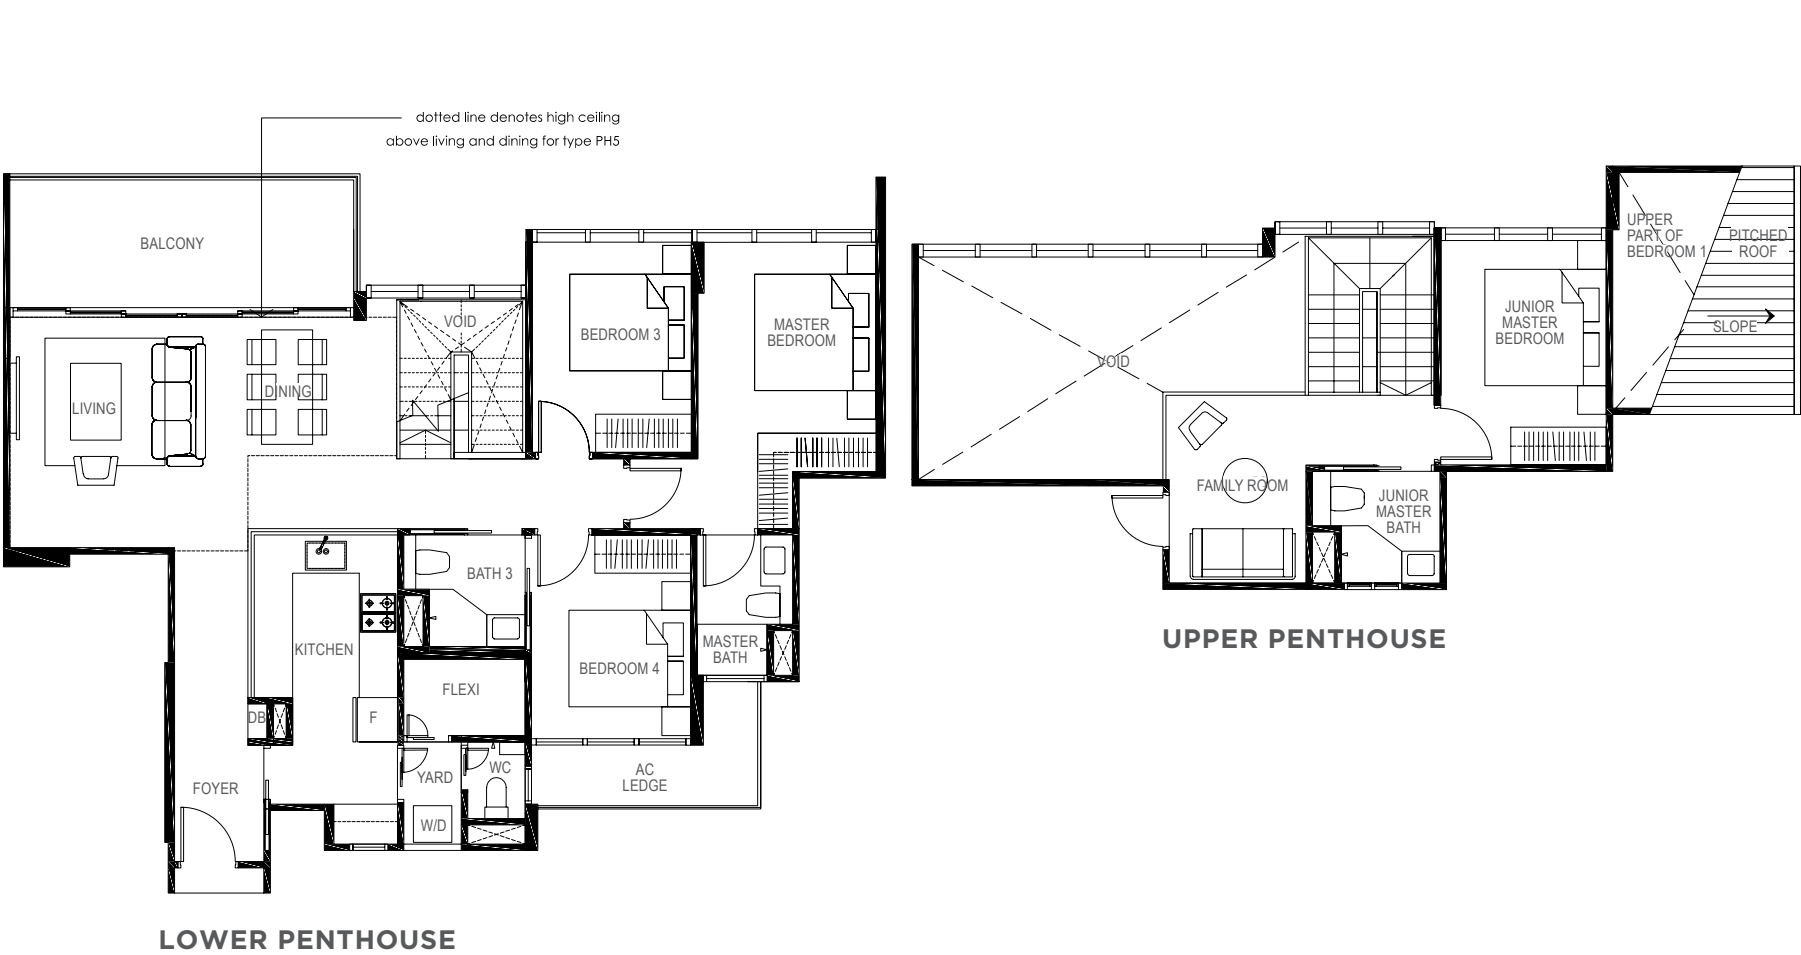 dotted line denotes high ceiling
above living and dining for type PH5
BALCONY
VOID
BEDROOM 3
MASTER
BEDROOM
LIVING
DINING
BATH 3
KITCHEN
MASTER
BATH
BEDROOM 4
FLEXI
DB
F
FOYER
YARD
WC
AC
LEDGE
W/D
LOWER PENTHOUSE
UPPER
PART OF
BEDROOM 1
PITCHED
ROOF
SLOPE
JUNIOR
MASTER
BEDROOM
VOID
FAMILY ROOM
JUNIOR
MASTER
BATH
UPPER PENTHOUSE